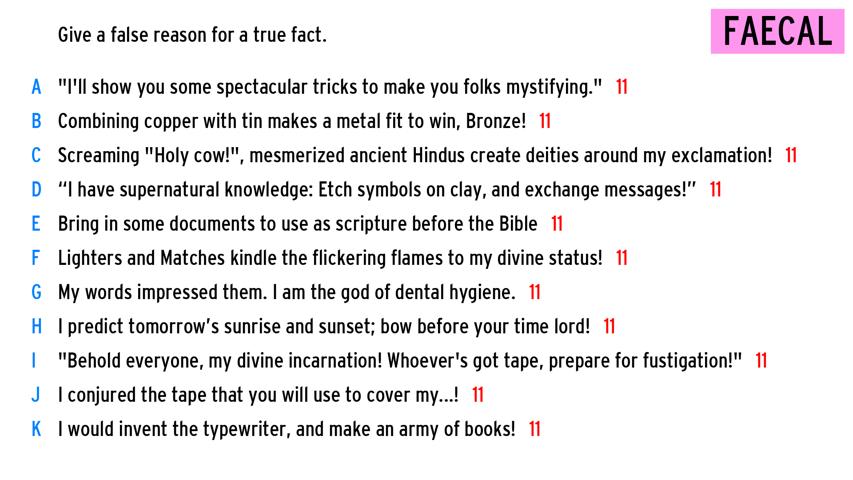 Give a false reason for a true fact.
FAECAL
A "I'll show you some spectacular tricks to make you folks mystifying." 11
B Combining copper with tin makes a metal fit to win, Bronze! 11
C Screaming "Holy cow!", mesmerized ancient Hindus create deities around my exclamation! 11
D “I have supernatural knowledge: Etch symbols on clay, and exchange messages!” 11
E Bring in some documents to use as scripture before the Bible 11
F Lighters and Matches kindle the flickering flames to my divine status! 11
G My words impressed them. I am the god of dental hygiene. 11
H I predict tomorrow’s sunrise and sunset; bow before your time lord! 11
I "Behold everyone, my divine incarnation! Whoever's got tape, prepare for fustigation!" 11
J I conjured the tape that you will use to cover my...! 11
K I would invent the typewriter, and make an army of books! 11